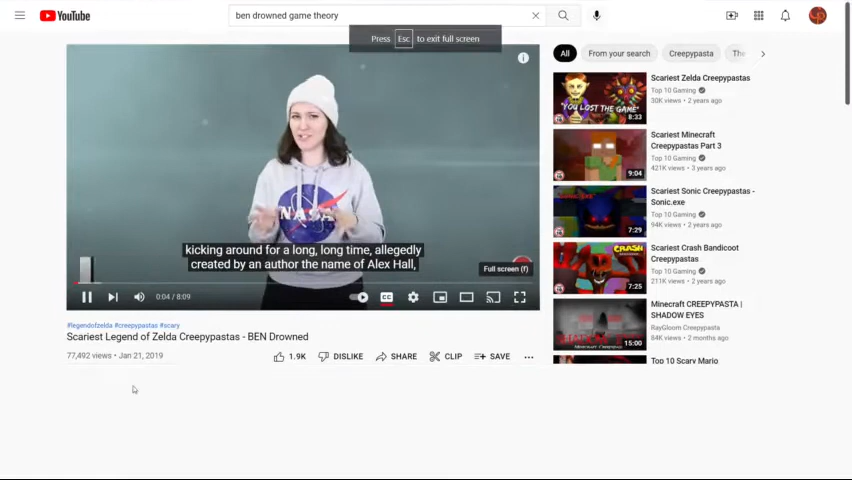 YouTube
ben drowned game theory
Press Esc to exit full screen
NASA
kicking around for a long, long time, allegedly
created by an author the name of Alex Hall,
Full screen (f)
0:04 / 8:09
#legendofzelda #creepypastas #scary
Scariest Legend of Zelda Creepypastas - BEN Drowned
77,492 views • Jan 21, 2019
1.9K
DISLIKE
SHARE
CLIP
SAVE
All
From your search
Creepypasta
The
"YOU LOST THE GAME"
8:33
Scariest Zelda Creepypastas
Top 10 Gaming
30K views • 2 years ago
9:04
Scariest Minecraft
Creepypastas Part 3
Top 10 Gaming
421K views • 3 years ago
7:29
Scariest Sonic Creepypastas -
Sonic.exe
Top 10 Gaming
94K views • 2 years ago
CRASH
7:25
Scariest Crash Bandicoot
Creepypastas
Top 10 Gaming
211K views • 2 years ago
15:00
Minecraft CREEPYPASTA |
SHADOW EYES
RayGloom Creepypasta
84K views • 2 months ago
Top 10 Scary Mario